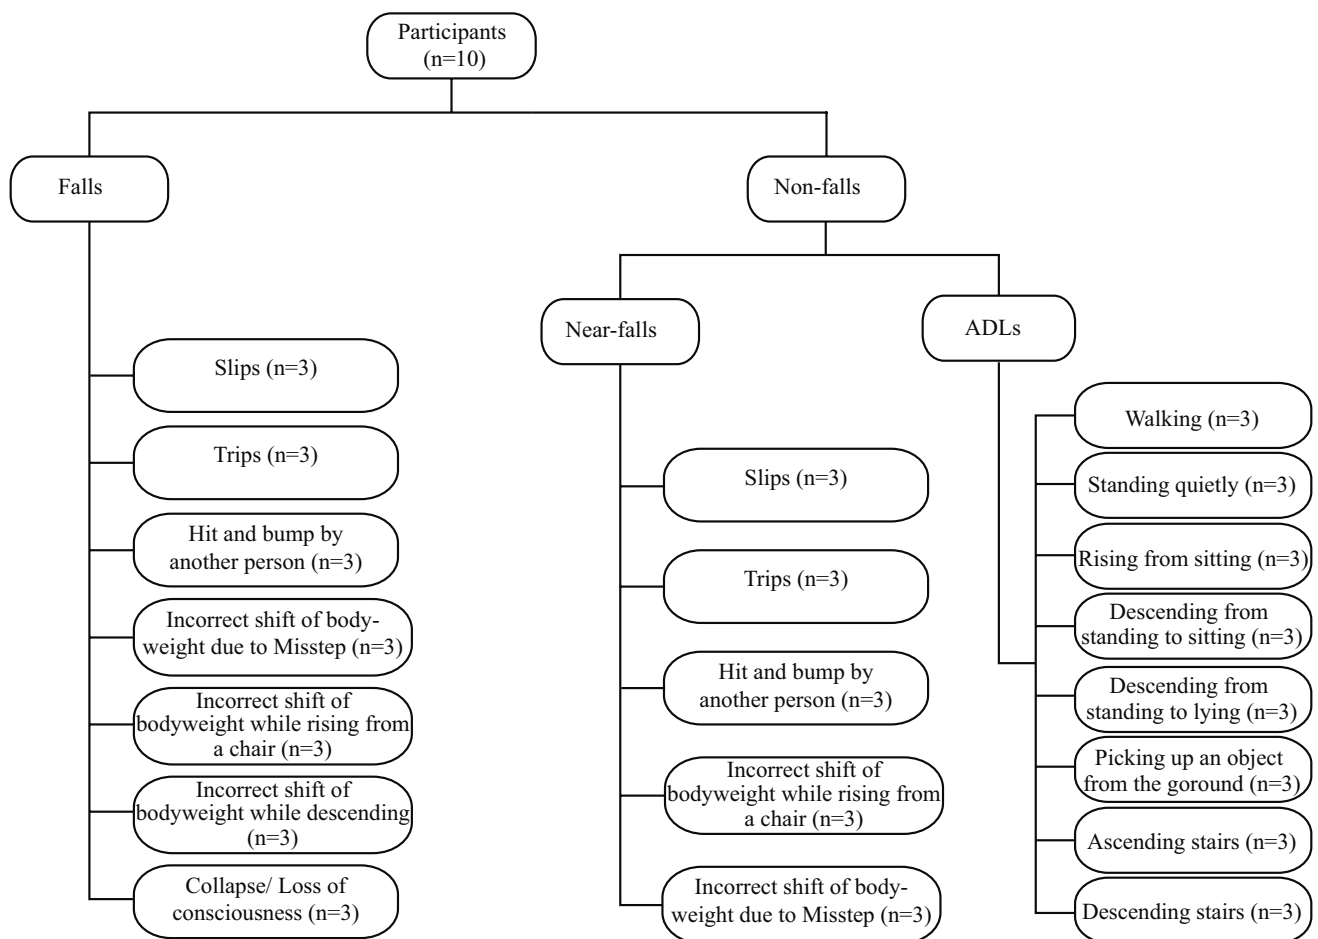 Participants
(n=10)
Falls
Non-falls
Near-falls
ADLs
Slips (n=3)
Trips (n=3)
Hit and bump by
another person (n=3)
Incorrect shift of body-
weight due to Misstep (n=3)
Incorrect shift of
bodyweight while rising from
a chair (n=3)
Incorrect shift of
bodyweight while descending
(n=3)
Collapse/ Loss of
consciousness (n=3)
Slips (n=3)
Trips (n=3)
Hit and bump by
another person (n=3)
Incorrect shift of
bodyweight while rising from
a chair (n=3)
Incorrect shift of body-
weight due to Misstep (n=3)
Walking (n=3)
Standing quietly (n=3)
Rising from sitting (n=3)
Descending from
standing to sitting (n=3)
Descending from
standing to lying (n=3)
Picking up an object
from the goround (n=3)
Ascending stairs (n=3)
Descending stairs (n=3)